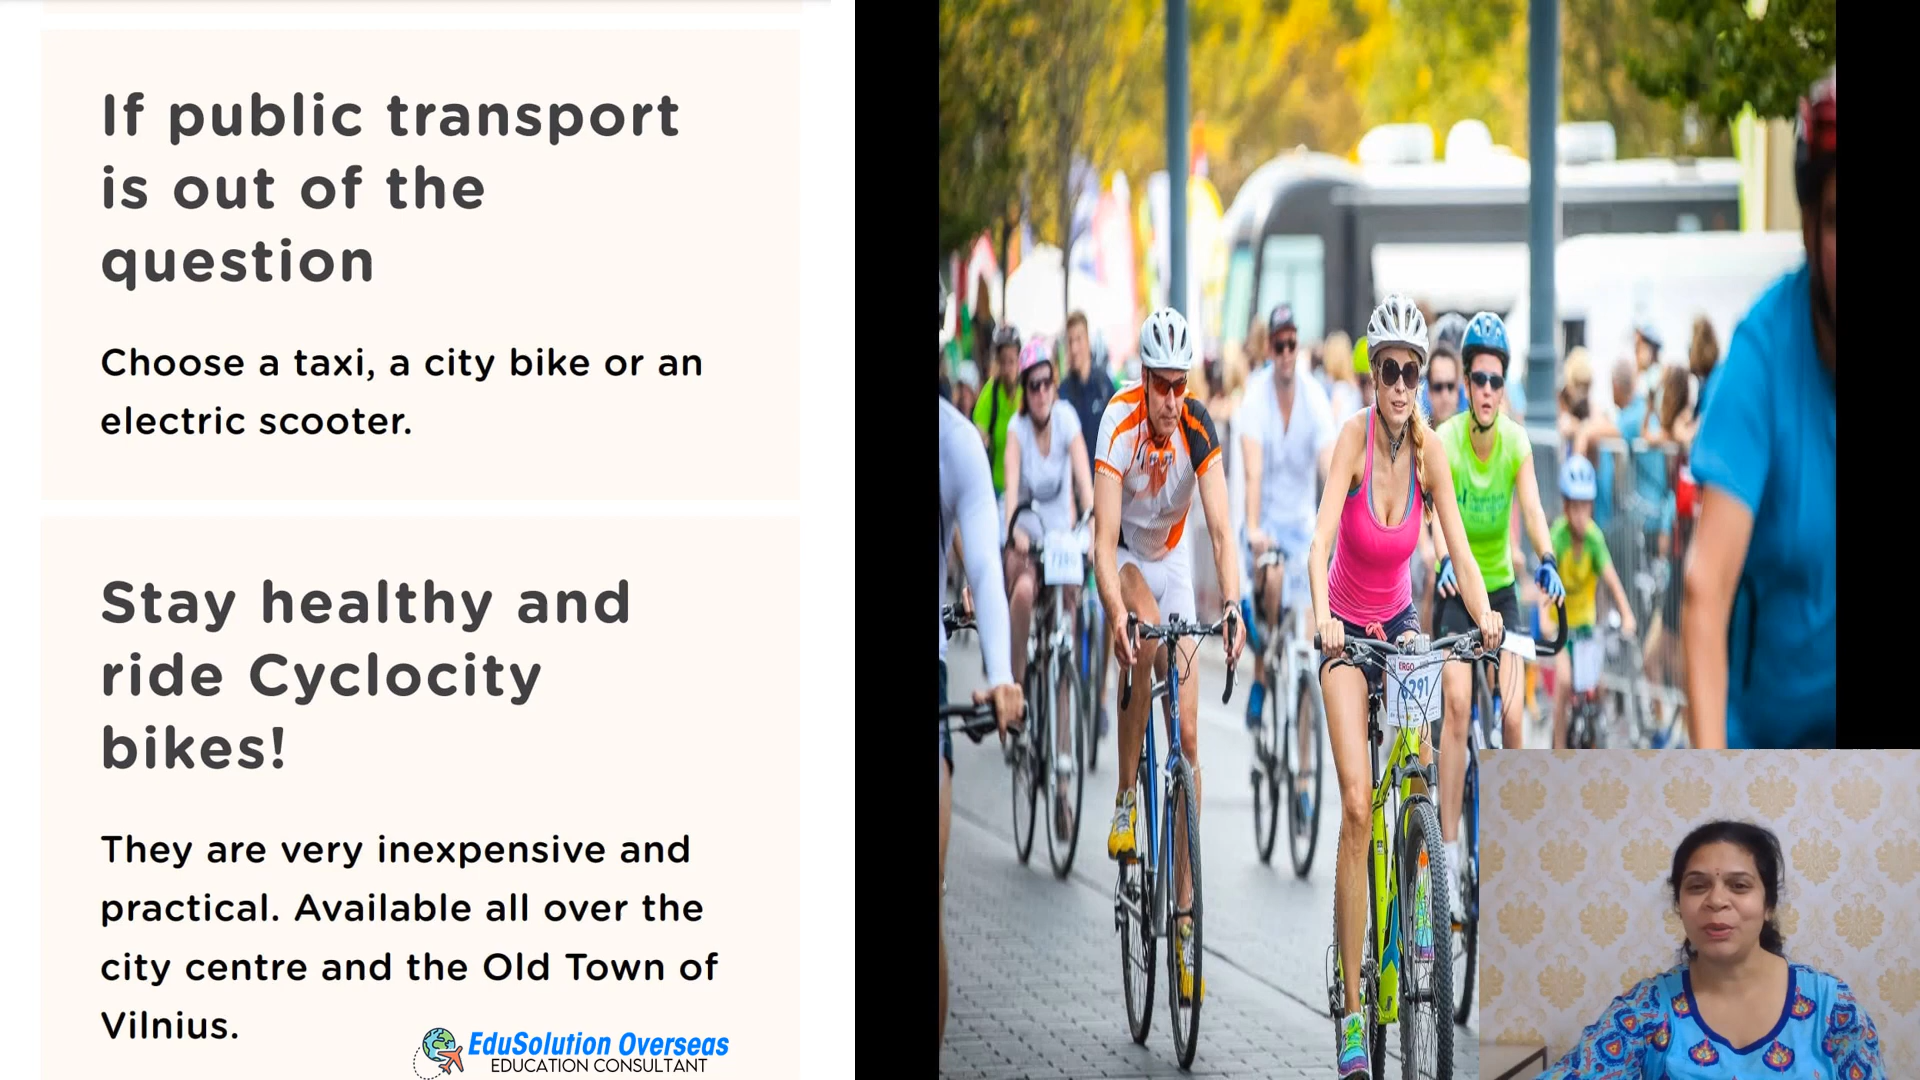 If public transport
is out of the
question
Choose a taxi, a city bike or an
electric scooter.
Stay healthy and
ride Cyclocity
bikes!
They are very inexpensive and
practical. Available all over the
city centre and the Old Town of
Vilnius.
EduSolution Overseas
EDUCATION CONSULTANT
ERGO
6291